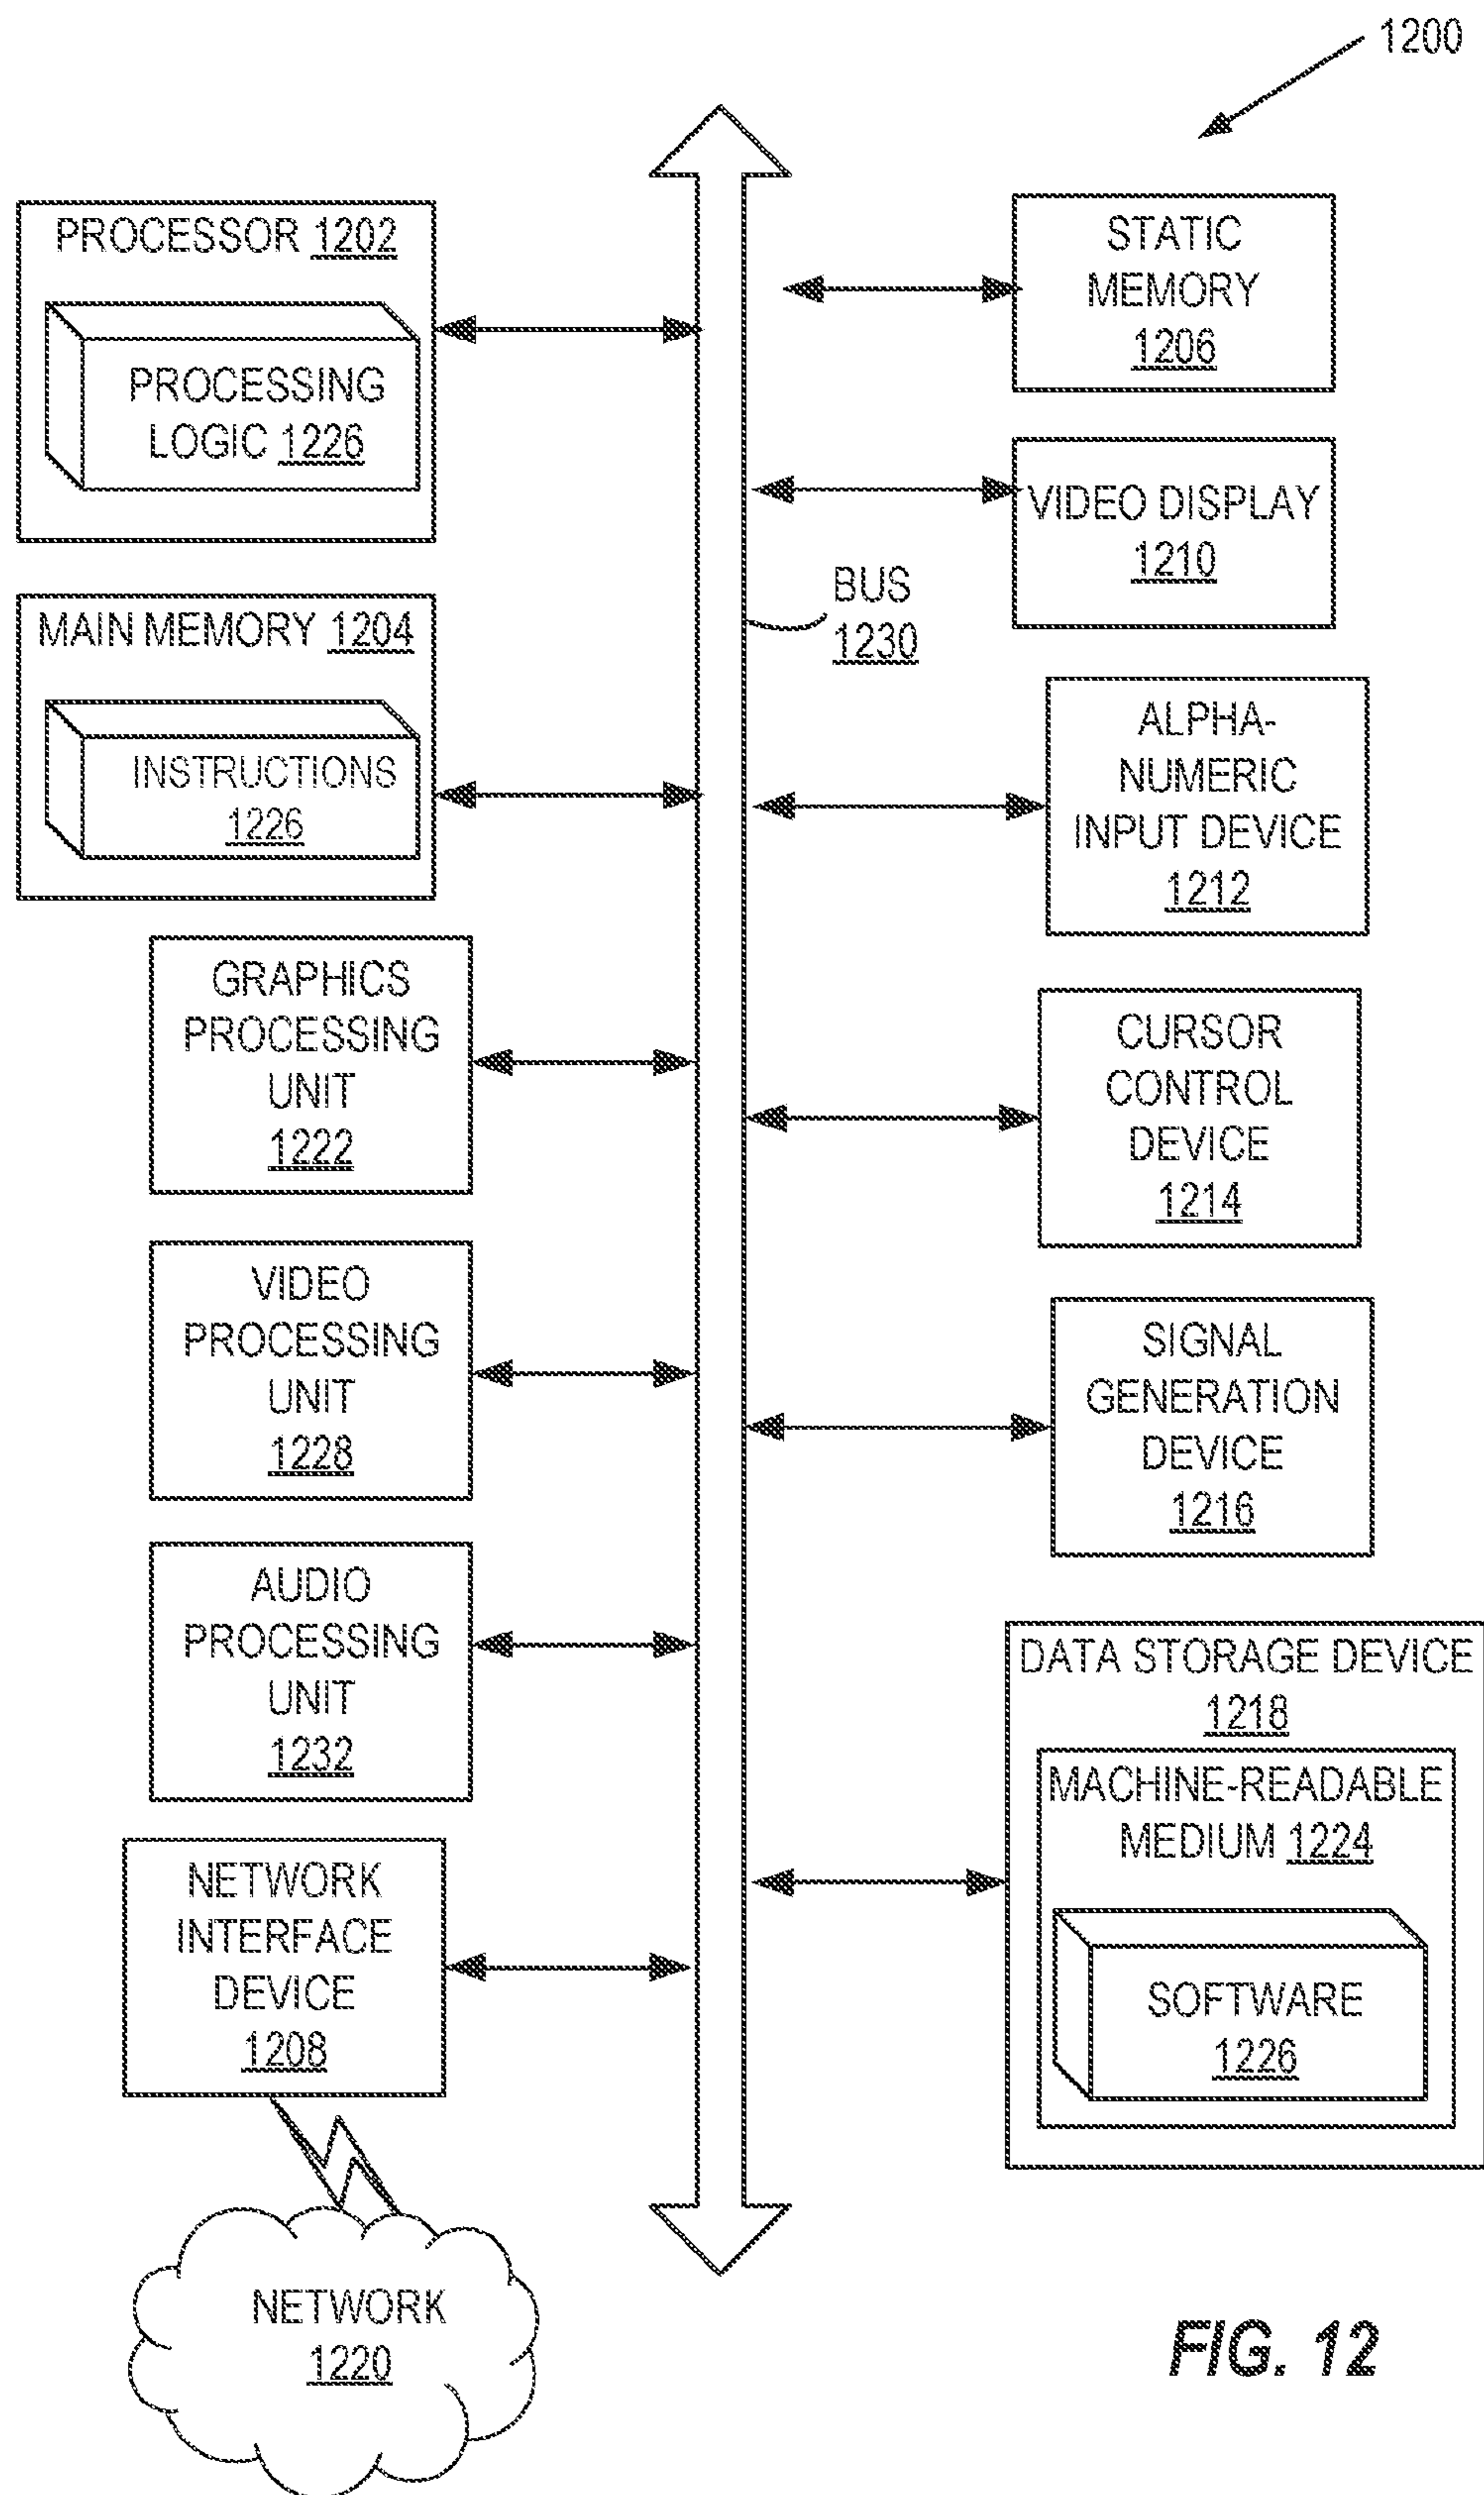 1200
PROCESSOR 1202
PROCESSING
LOGIC 1226
MAIN MEMORY 1204
INSTRUCTIONS
1226
GRAPHICS
PROCESSING
UNIT
1222
VIDEO
PROCESSING
UNIT
1228
AUDIO
PROCESSING
UNIT
1232
NETWORK
INTERFACE
DEVICE
1208
NETWORK
1220
BUS
1230
STATIC
MEMORY
1206
VIDEO DISPLAY
1210
ALPHA-
NUMERIC
INPUT DEVICE
1212
CURSOR
CONTROL
DEVICE
1214
SIGNAL
GENERATION
DEVICE
1216
DATA STORAGE DEVICE
1218
MACHINE-READABLE
MEDIUM 1224
SOFTWARE
1226
FIG. 12